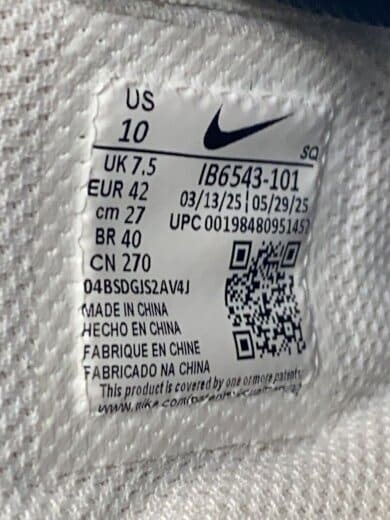 US
10
SQ
UK 7.5
IB6543-101
EUR 42
03/13/25 05/29/25
cm 27
UPC 00198480951457
BR 40
CN 270
04BSDGJS2AV4J
MADE IN CHINA
HECHO EN CHINA
FABRIQUE EN CHINE
FABRICADO NA CHINA
This product is covered by one or more patents